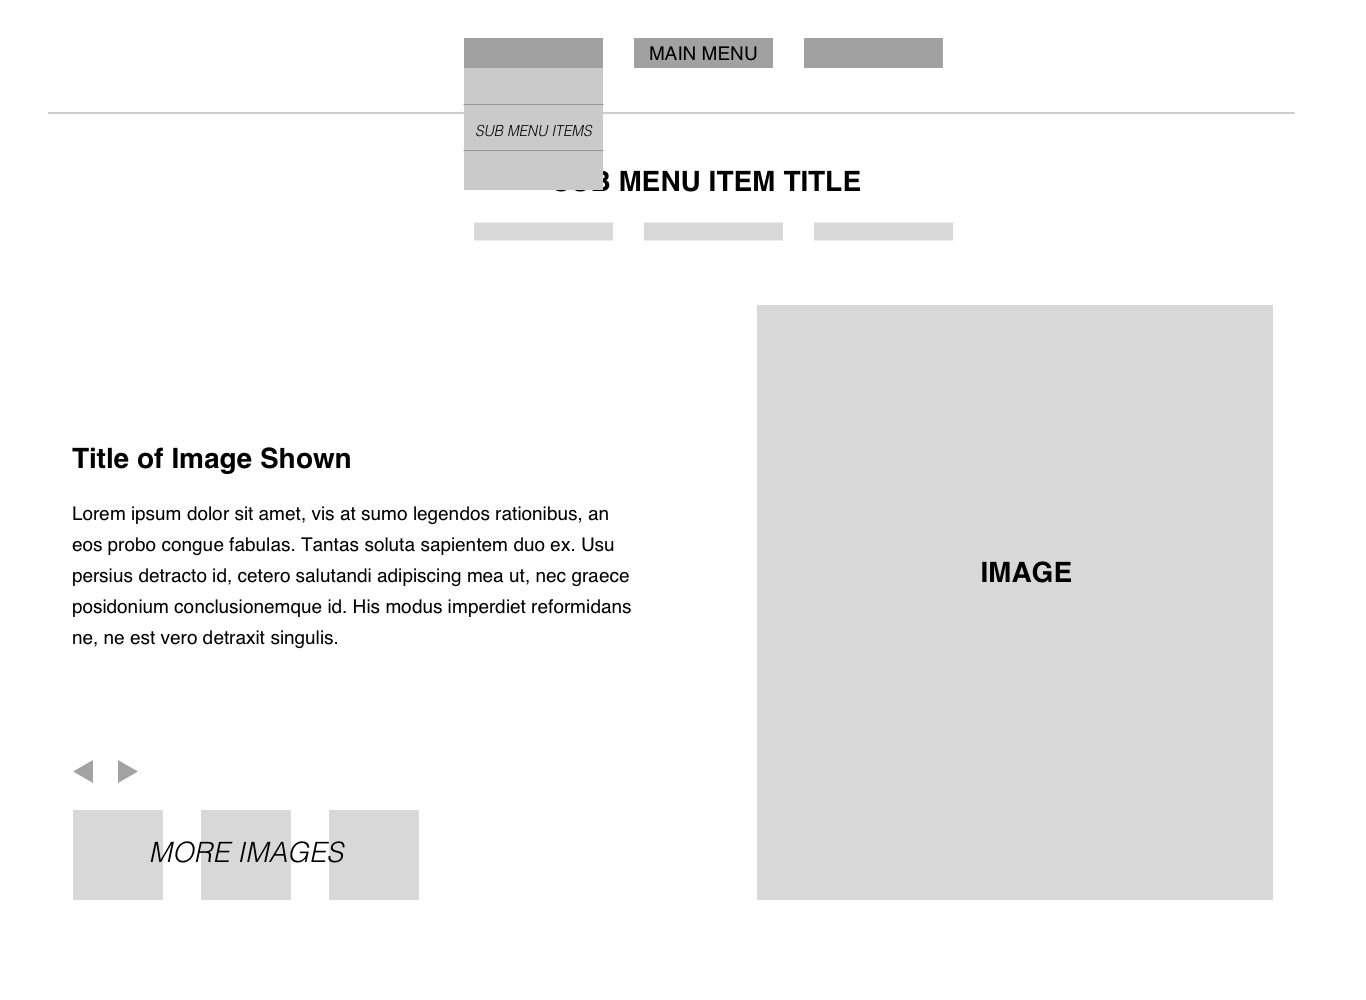 MAIN MENU
SUB MENU ITEMS
MENU ITEM TITLE
Title of Image Shown
Lorem ipsum dolor sit amet, vis at sumo legendos rationibus, an
eos probo congue fabulas. Tantas soluta sapientem duo ex. Usu
persius detracto id, cetero salutandi adipiscing mea ut, nec graece
posidonium conclusionemque id. His modus imperdiet reformidans
ne, ne est vero detraxit singulis.
IMAGE
MORE IMAGES